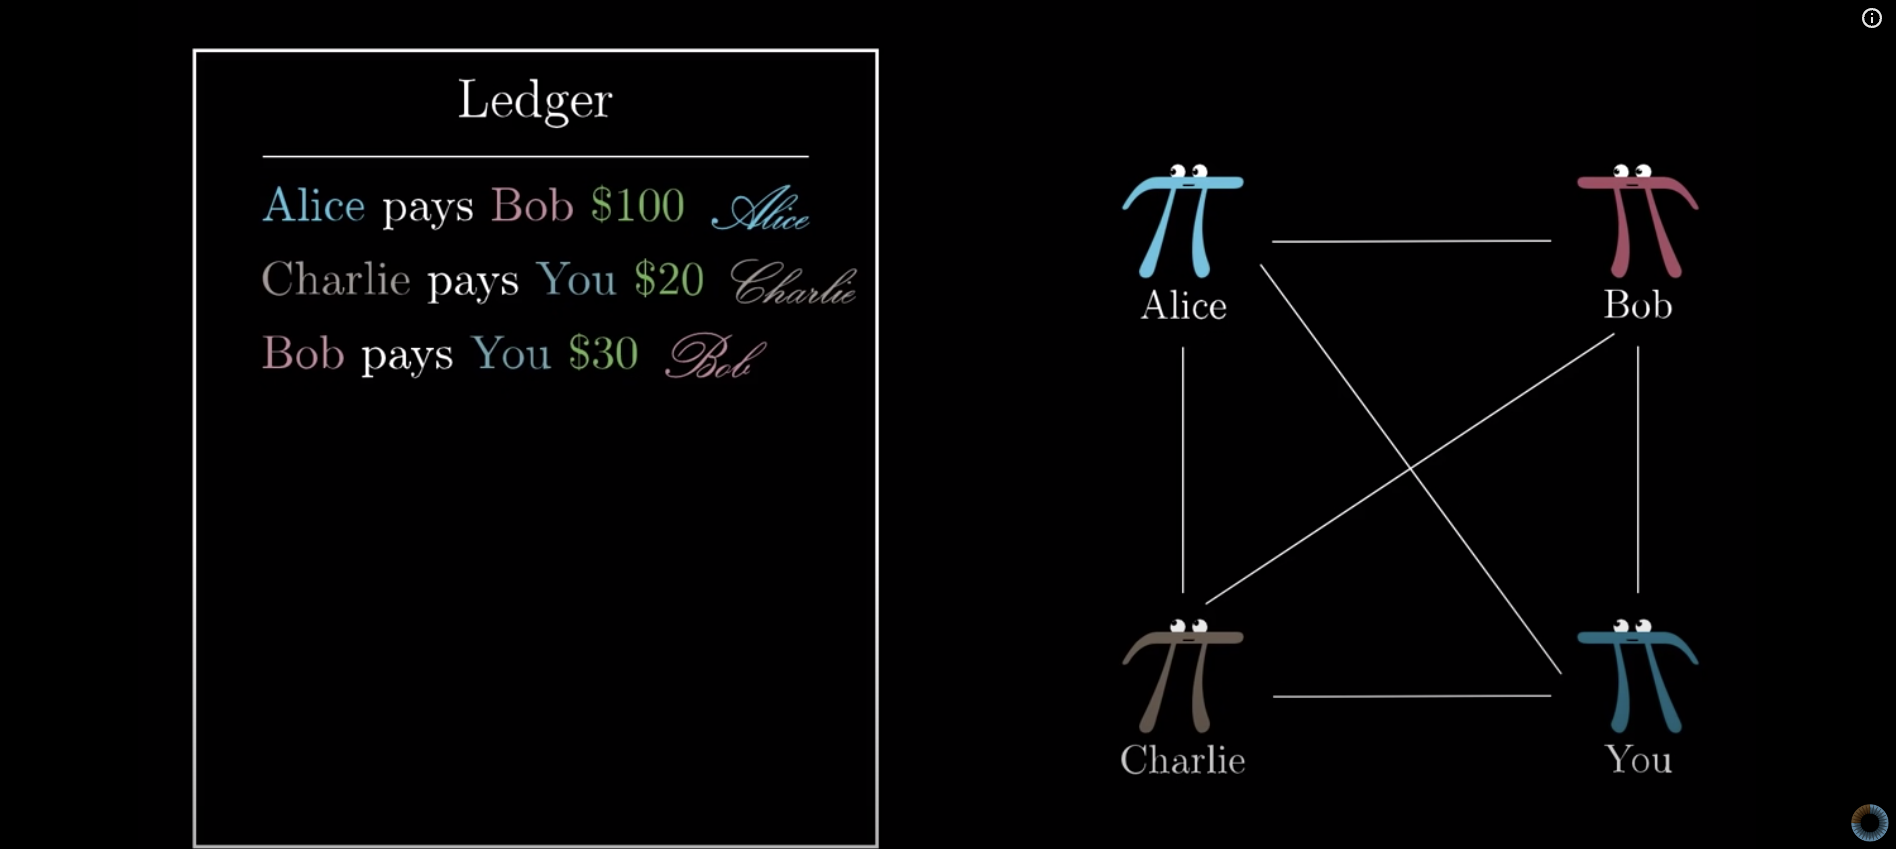 Ledger
Alice pays Bob $100 Alice
Charlie pays You $20 Charlie
Bob pays You $30 Bob
Alice
Bob
Charlie
You